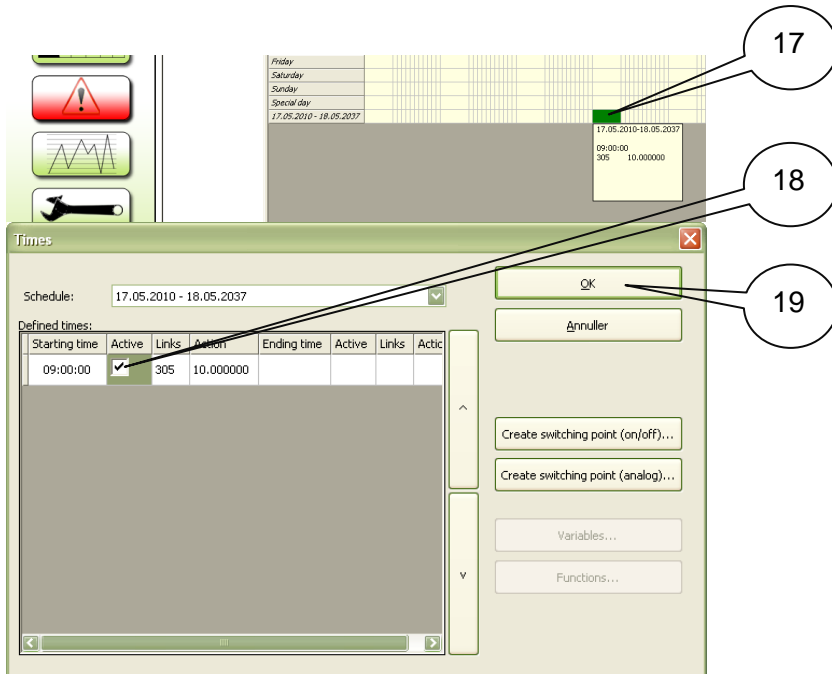 17
Friday
Saturday
Sunday
Special day
17.05.2010 - 18.05.2037
17.05.2010-18.05.2037
09:00:00
305 10.000000
18
Times
Schedule: 17.05.2010 - 18.05.2037
OK
19
Annuller
Defined times:
Starting time Active Links Action Ending time Active Links Actic
09:00:00 305 10.000000
^
Create switching point (on/off)...
Create switching point (analog)...
Variables...
v
Functions...